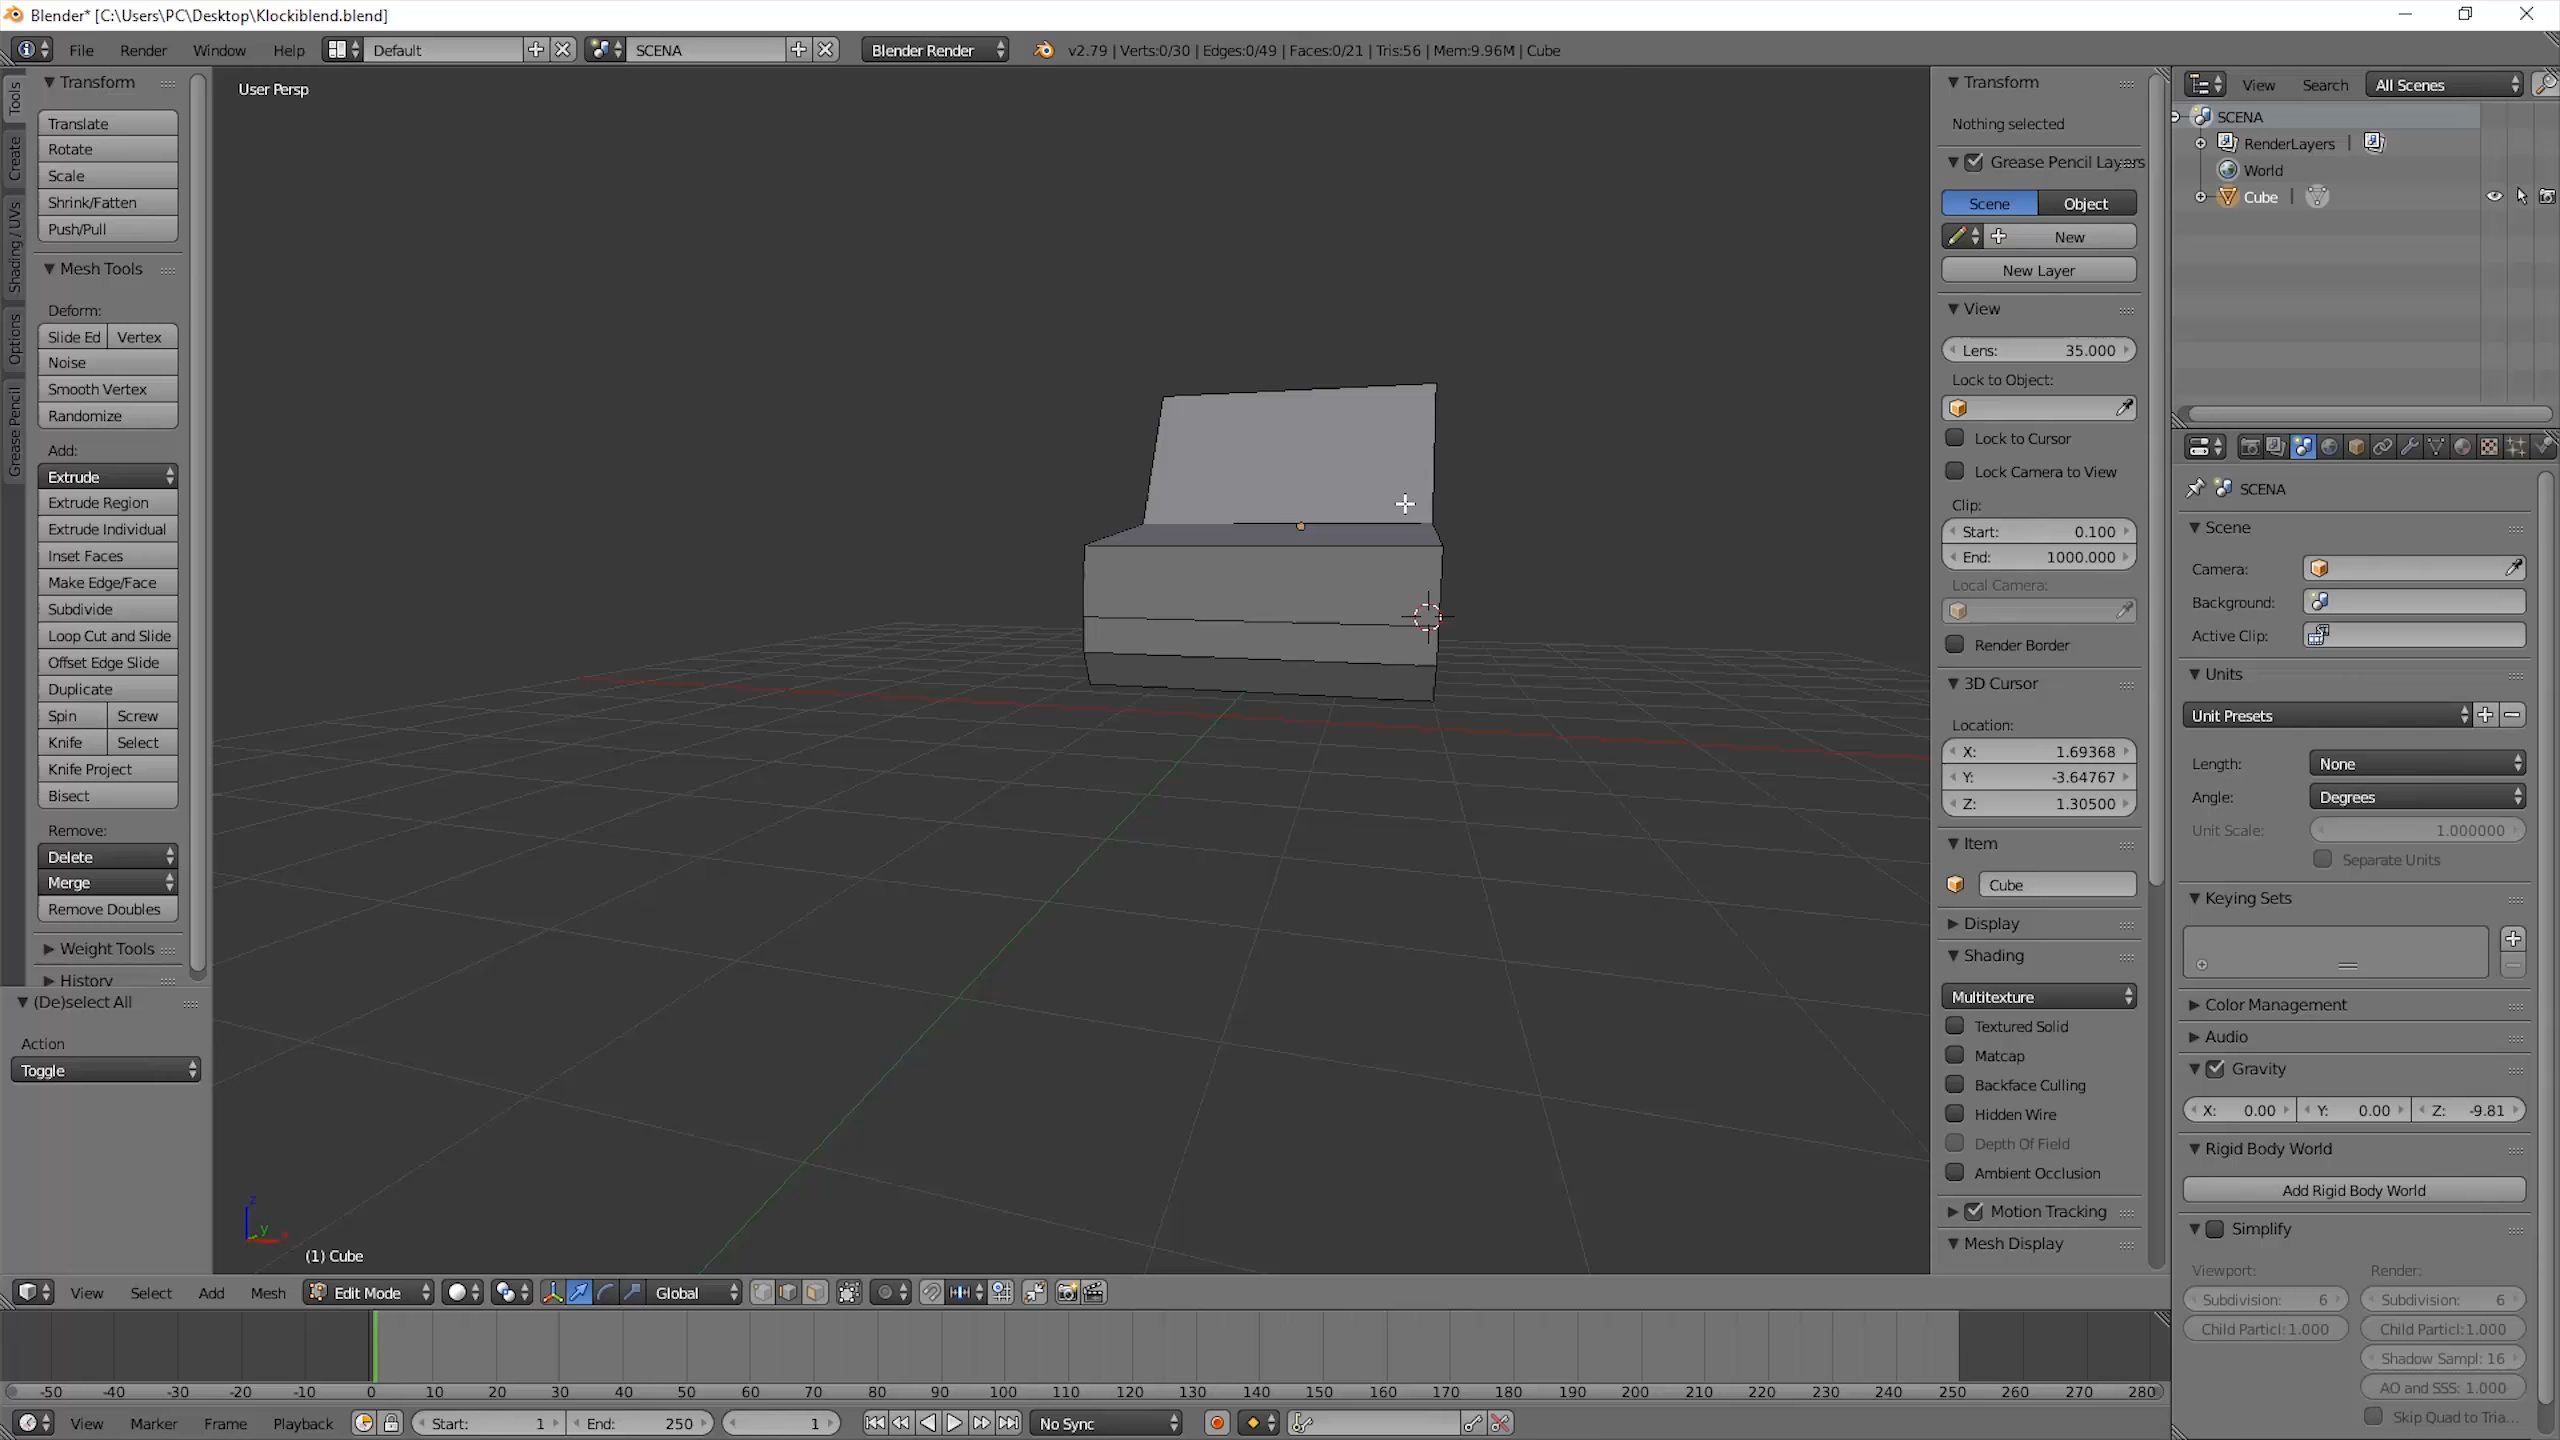 Blender* [C:\Users\PC\Desktop\Klockiblend.blend]
File Render Window Help Default SCENA Blender Render v2.79 | Verts:0/30 | Edges:0/49 | Faces:0/21 | Tris:56 | Mem:9.96M | Cube
Tools
Create
Shading / UVs
Options
Grease Pencil
Transform
Translate
Rotate
Scale
Shrink/Fatten
Push/Pull
Mesh Tools
Deform:
Slide Ed Vertex
Noise
Smooth Vertex
Randomize
Add:
Extrude
Extrude Region
Extrude Individual
Inset Faces
Make Edge/Face
Subdivide
Loop Cut and Slide
Offset Edge Slide
Duplicate
Spin Screw
Knife Select
Knife Project
Bisect
Remove:
Delete
Merge
Remove Doubles
Weight Tools
History
(De)select All
Action
Toggle
User Persp
z
y
x
(1) Cube
Transform
Nothing selected
Grease Pencil Layers
Scene Object
New
New Layer
View
Lens: 35.000
Lock to Object:
Lock to Cursor
Lock Camera to View
Clip:
Start: 0.100
End: 1000.000
Local Camera:
Render Border
3D Cursor
Location:
X: 1.69368
Y: -3.64767
Z: 1.30500
Item
Cube
Display
Shading
Multitexture
Textured Solid
Matcap
Backface Culling
Hidden Wire
Depth Of Field
Ambient Occlusion
Motion Tracking
Mesh Display
View Search All Scenes
SCENA
RenderLayers
World
Cube
SCENA
Scene
Camera:
Background:
Active Clip:
Units
Unit Presets
Length: None
Angle: Degrees
Unit Scale: 1.000000
Separate Units
Keying Sets
Color Management
Audio
Gravity
X: 0.00 Y: 0.00 Z: -9.81
Rigid Body World
Add Rigid Body World
Simplify
Viewport: Render:
Subdivision: 6 Subdivision: 6
Child Particl: 1.000 Child Particl: 1.000
Shadow Sampl: 16
AO and SSS: 1.000
Skip Quad to Tria...
View Select Add Mesh Edit Mode Global
-50 -40 -30 -20 -10 0 10 20 30 40 50 60 70 80 90 100 110 120 130 140 150 160 170 180 190 200 210 220 230 240 250 260 270 280
View Marker Frame Playback Start: 1 End: 250 1 No Sync